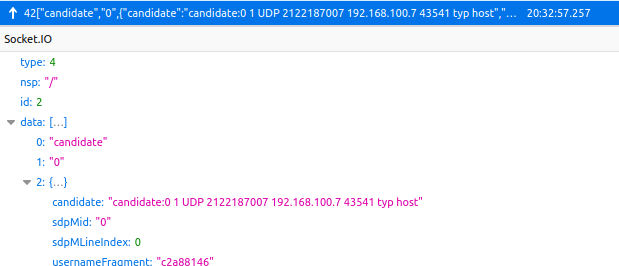 42["candidate","0",{"candidate":"candidate:0 1 UDP 2122187007 192.168.100.7 43541 typ host","… 20:32:57.257
Socket.IO
type: 4
nsp: "/"
id: 2
data: […]
0: "candidate"
1: "0"
2: {…}
candidate: "candidate:0 1 UDP 2122187007 192.168.100.7 43541 typ host"
sdpMid: "0"
sdpMLineIndex: 0
usernameFragment: "c2a88146"